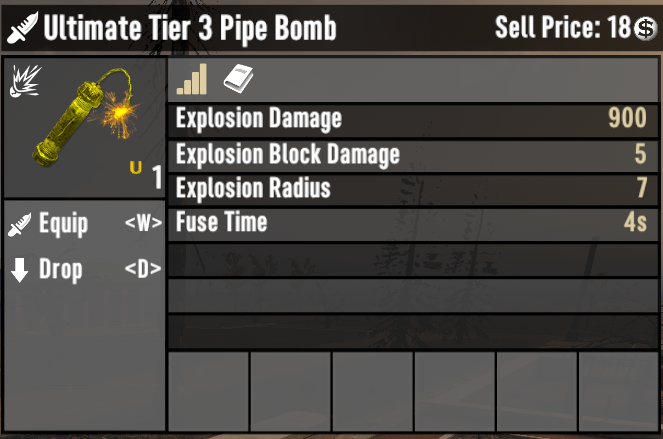 Ultimate Tier 3 Pipe Bomb Sell Price: 18
U 1
Explosion Damage 900
Explosion Block Damage 5
Explosion Radius 7
Equip <W>
Fuse Time 4s
Drop <D>